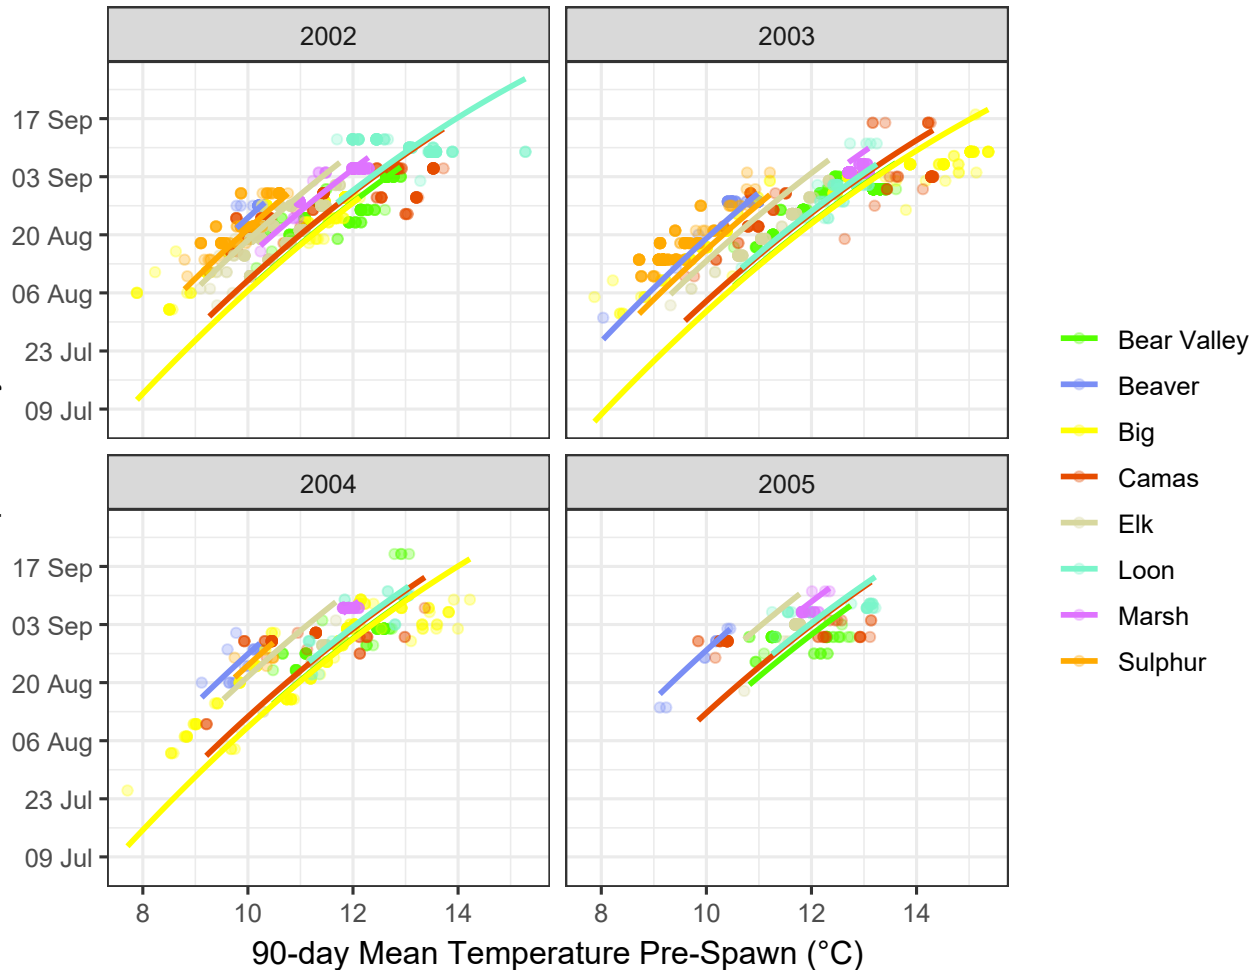 2002
2003
17 Sep
03 Sep
20 Aug
06 Aug
23 Jul
09 Jul
2004
2005
17 Sep
03 Sep
20 Aug
06 Aug
23 Jul
09 Jul
8 10 12 14
8 10 12 14
90-day Mean Temperature Pre-Spawn (°C)
Bear Valley
Beaver
Big
Camas
Elk
Loon
Marsh
Sulphur